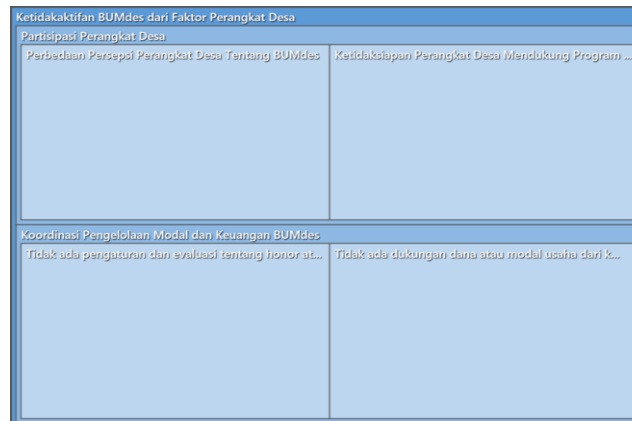 Ketidakaktifan BUMdes dari Faktor Perangkat Desa
Partisipasi Perangkat Desa
Perbedaan Persepsi Perangkat Desa Tentang BUMdes
Ketidaksiapan Perangkat Desa Mendukung Program ...
Koordinasi Pengelolaan Modal dan Keuangan BUMdes
Tidak ada pengaturan dan evaluasi tentang honor at...
Tidak ada dukungan dana atau modal usaha dari k...